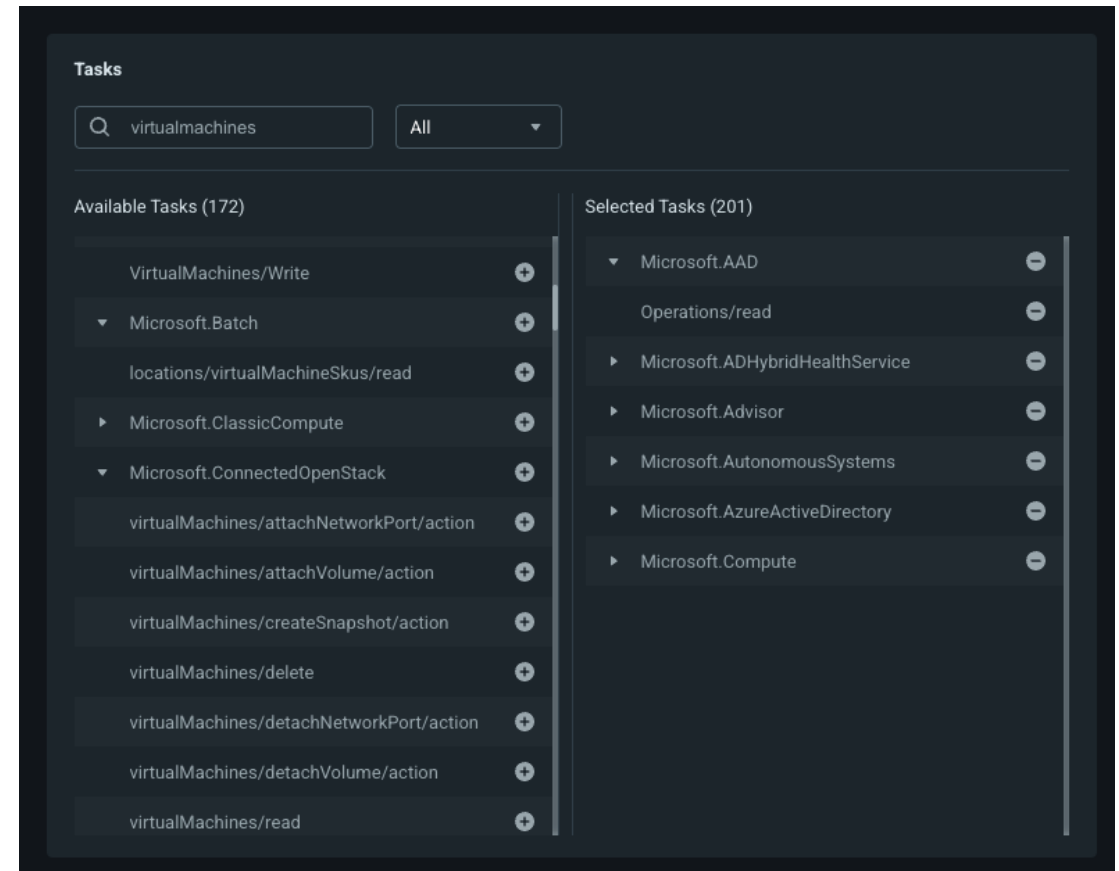 Tasks
virtualmachines
All
Available Tasks (172)
VirtualMachines/Write
Microsoft.Batch
locations/virtualMachineSkus/read
Microsoft.ClassicCompute
Microsoft.ConnectedOpenStack
virtualMachines/attachNetworkPort/action
virtualMachines/attachVolume/action
virtualMachines/createSnapshot/action
virtualMachines/delete
virtualMachines/detachNetworkPort/action
virtualMachines/detachVolume/action
virtualMachines/read
Selected Tasks (201)
Microsoft.AAD
Operations/read
Microsoft.ADHybridHealthService
Microsoft.Advisor
Microsoft.AutonomousSystems
Microsoft.AzureActiveDirectory
Microsoft.Compute